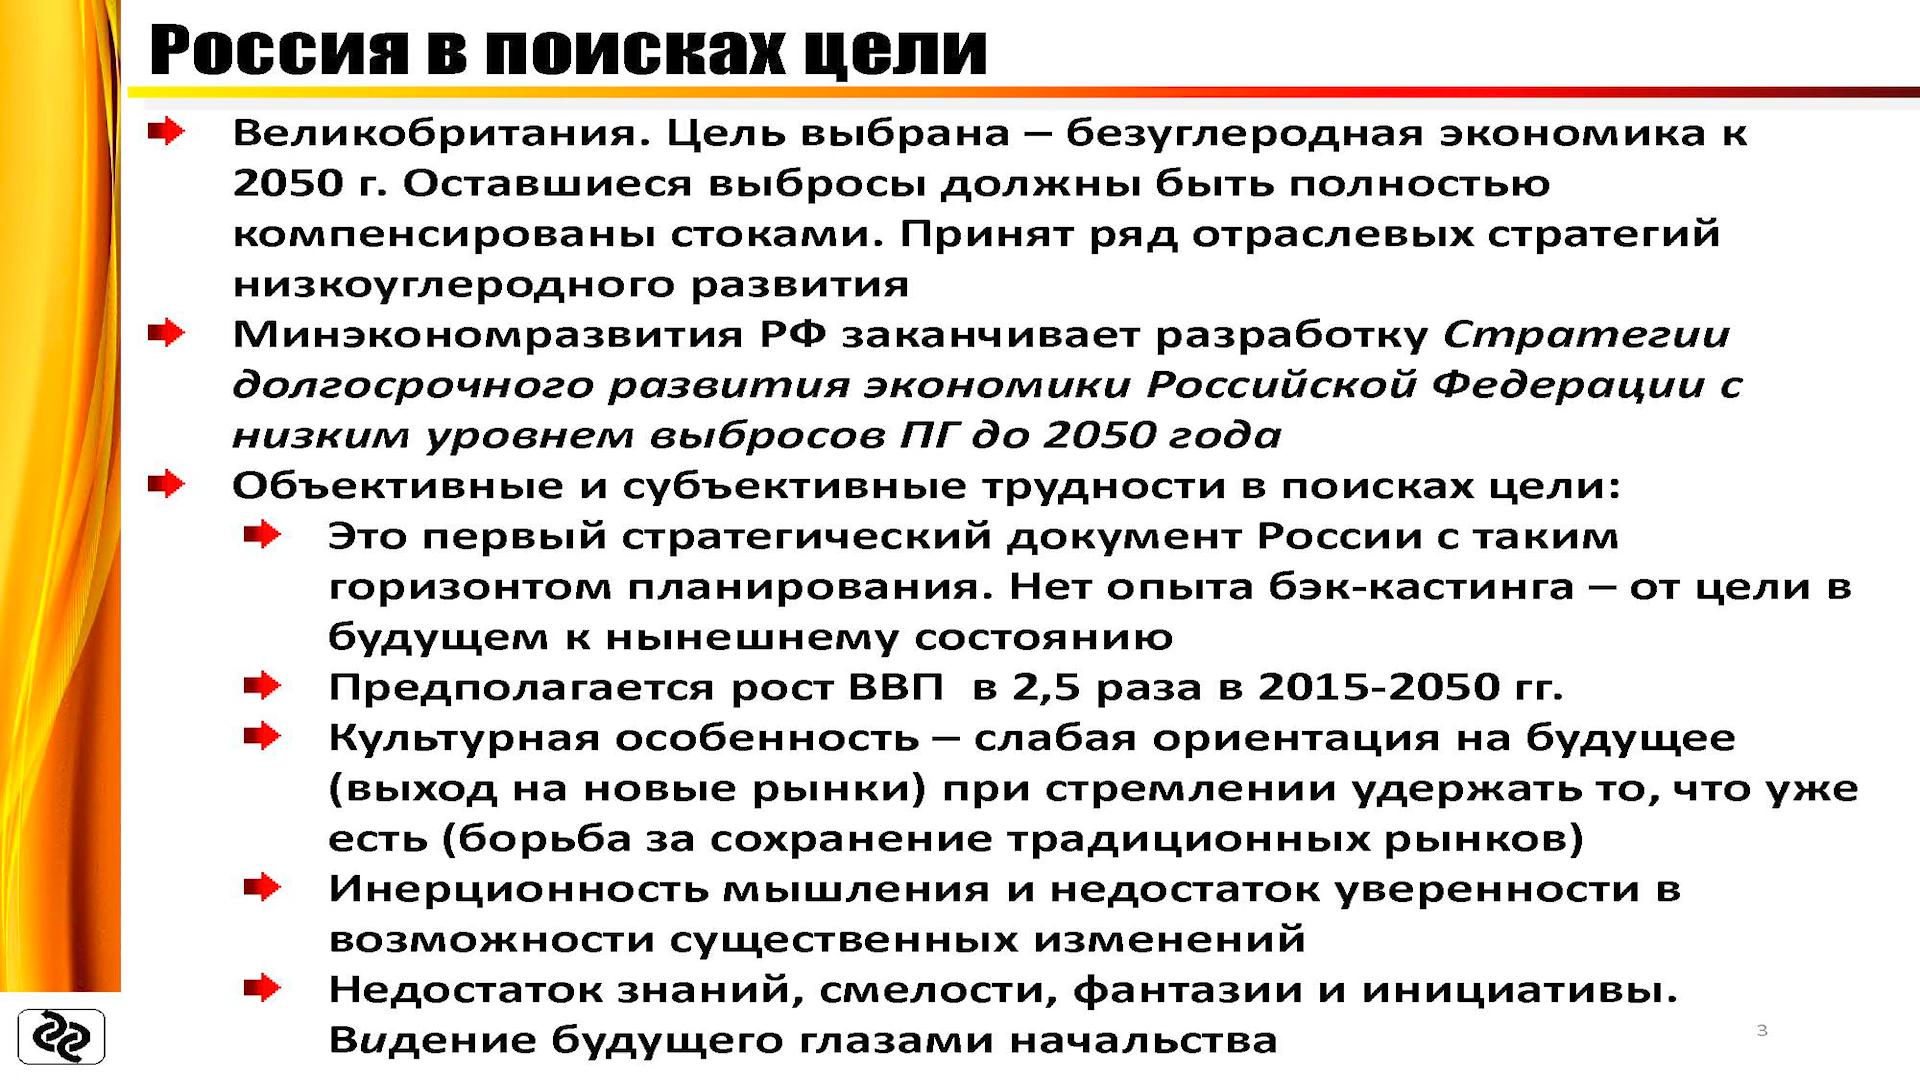 Россия в поисках цели
Великобритания. Цель выбрана – безуглеродная экономика к
2050 г. Оставшиеся выбросы должны быть полностью
компенсированы стоками. Принят ряд отраслевых стратегий
низкоуглеродного развития
Минэкономразвития РФ заканчивает разработку Стратегии
долгосрочного развития экономики Российской Федерации с
низким уровнем выбросов ПГ до 2050 года
Объективные и субъективные трудности в поисках цели:
Это первый стратегический документ России с таким
горизонтом планирования. Нет опыта бэк-кастинга – от цели в
будущем к нынешнему состоянию
Предполагается рост ВВП  в 2,5 раза в 2015-2050 гг.
Культурная особенность – слабая ориентация на будущее
(выход на новые рынки) при стремлении удержать то, что уже
есть (борьба за сохранение традиционных рынков)
Инерционность мышления и недостаток уверенности в
возможности существенных изменений
Недостаток знаний, смелости, фантазии и инициативы.
Видение будущего глазами начальства
3